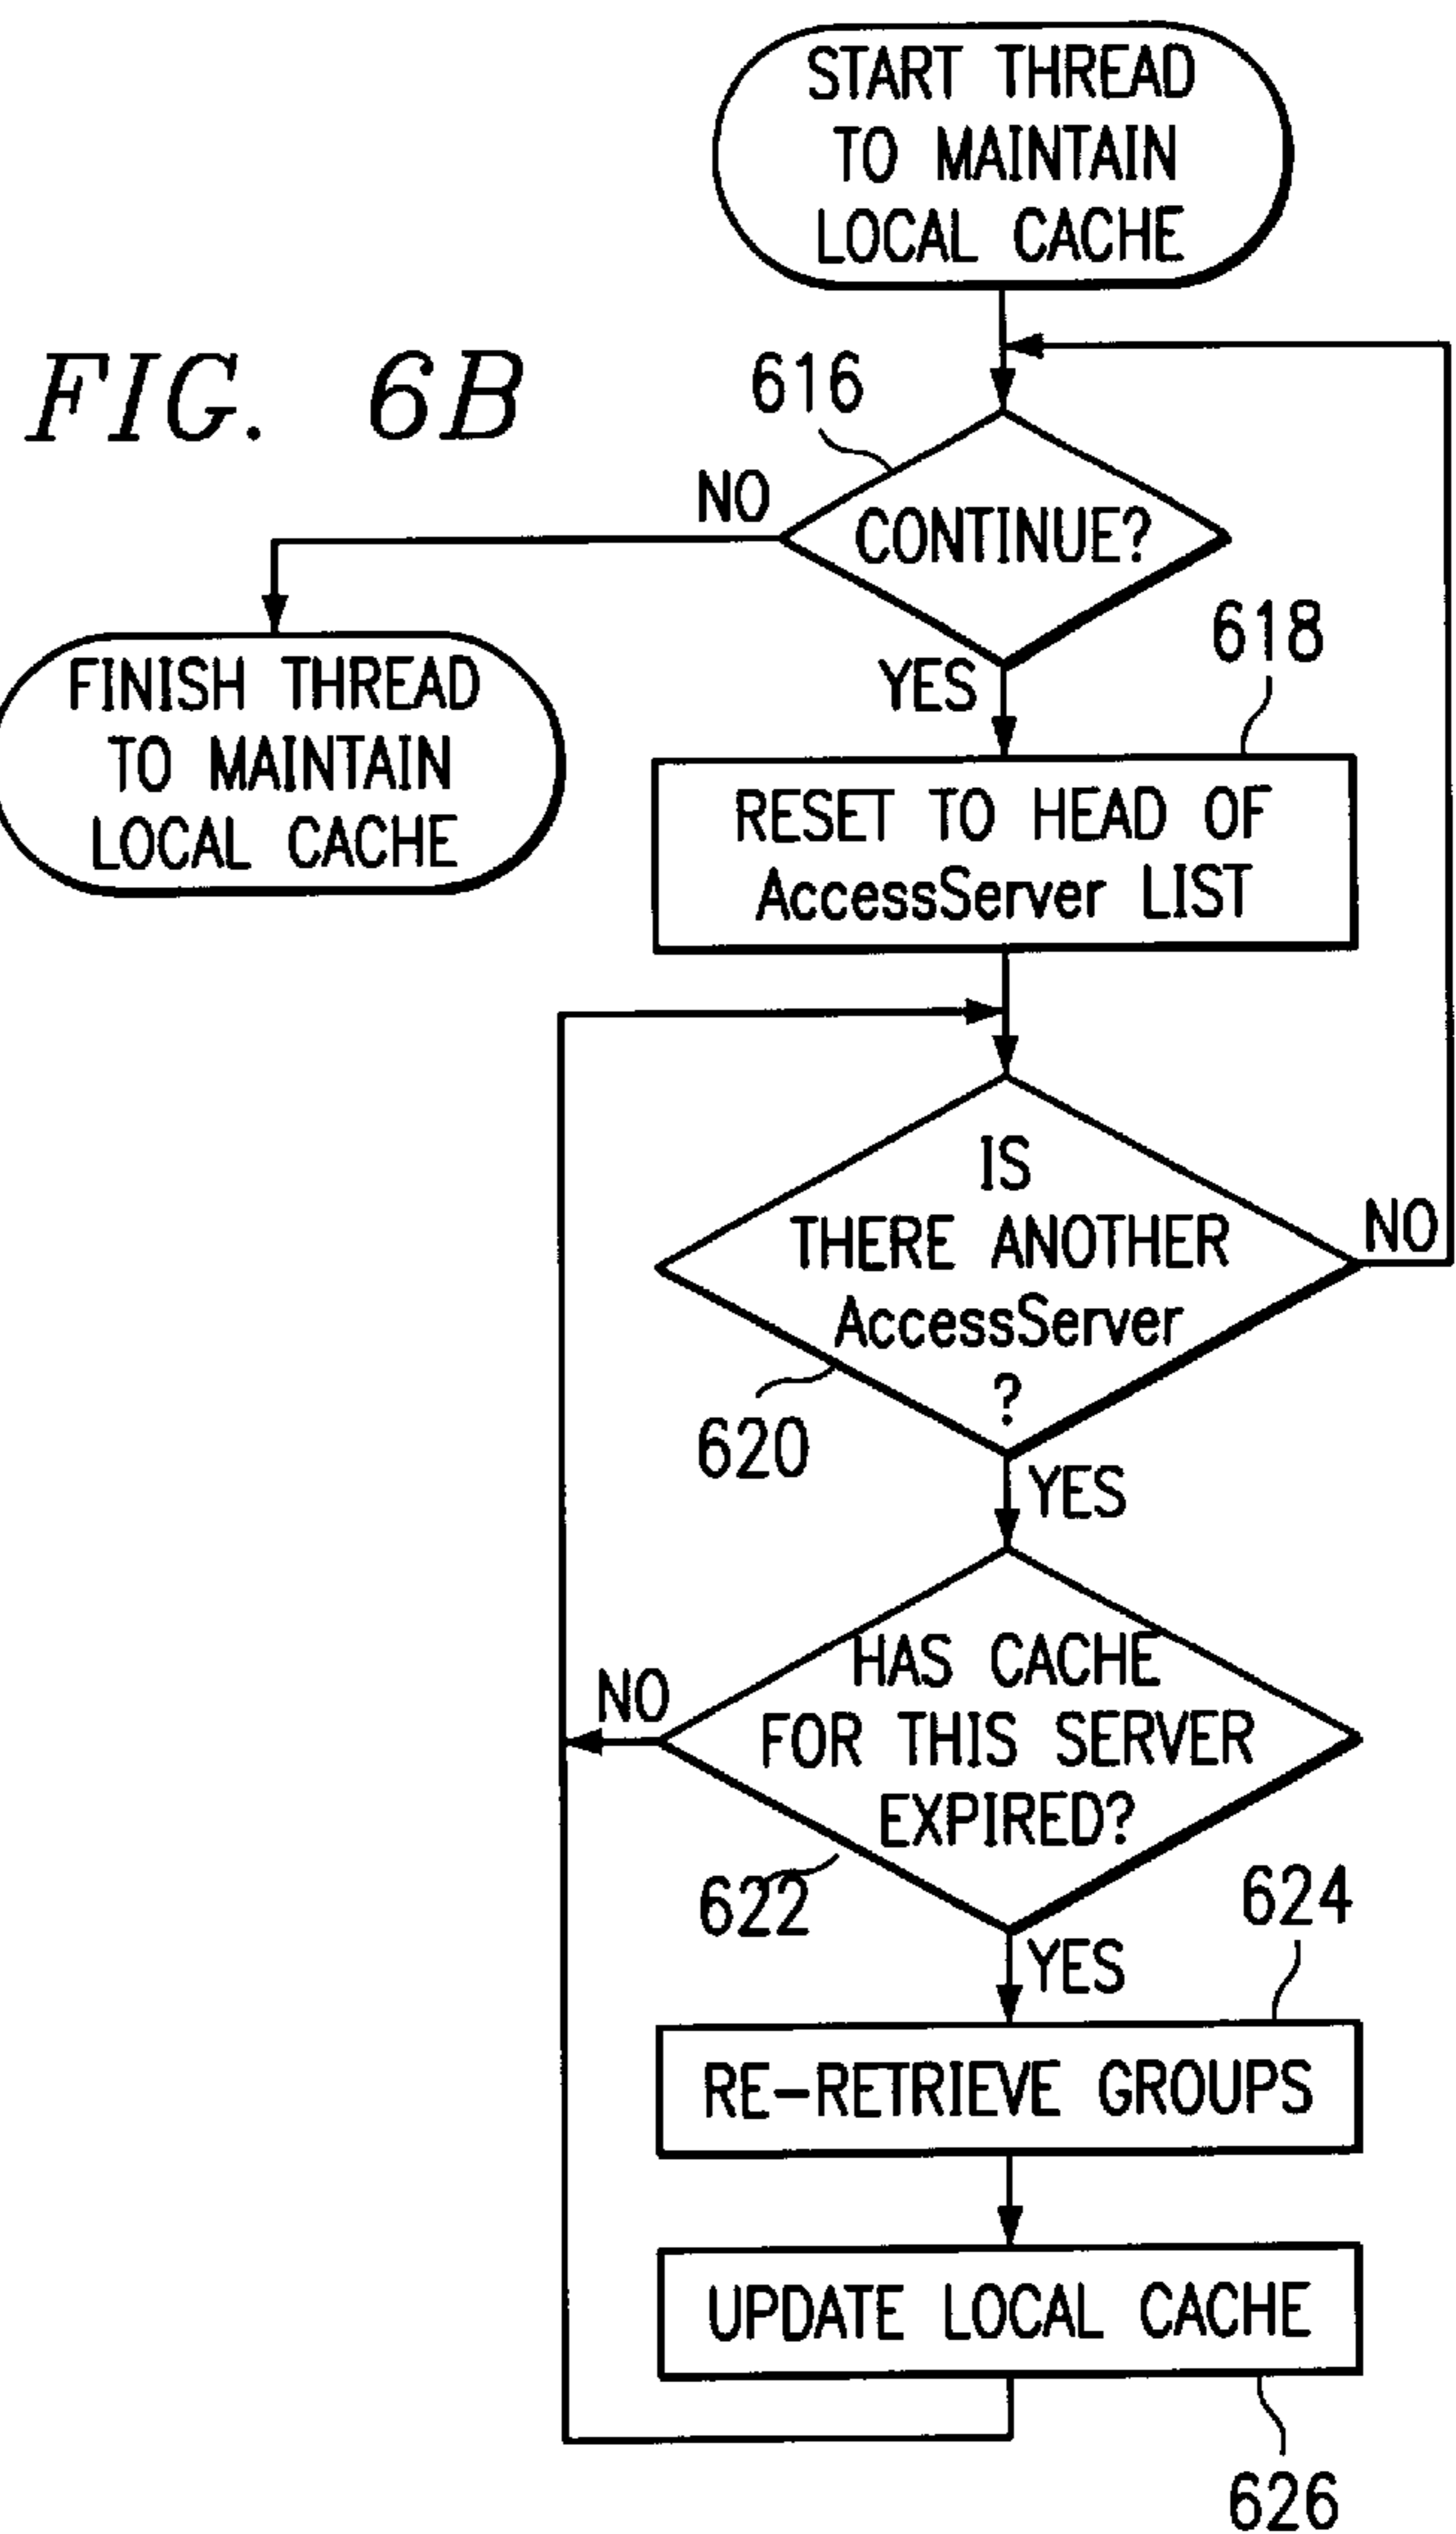 START THREAD
TO MAINTAIN
LOCAL CACHE
FIG. 6B
616
NO
CONTINUE?
618
YES
FINISH THREAD
TO MAINTAIN
LOCAL CACHE
RESET TO HEAD OF
AccessServer LIST
IS
THERE ANOTHER
AccessServer
?
NO
620
YES
HAS CACHE
FOR THIS SERVER
EXPIRED?
NO
622
624
YES
RE-RETRIEVE GROUPS
UPDATE LOCAL CACHE
626